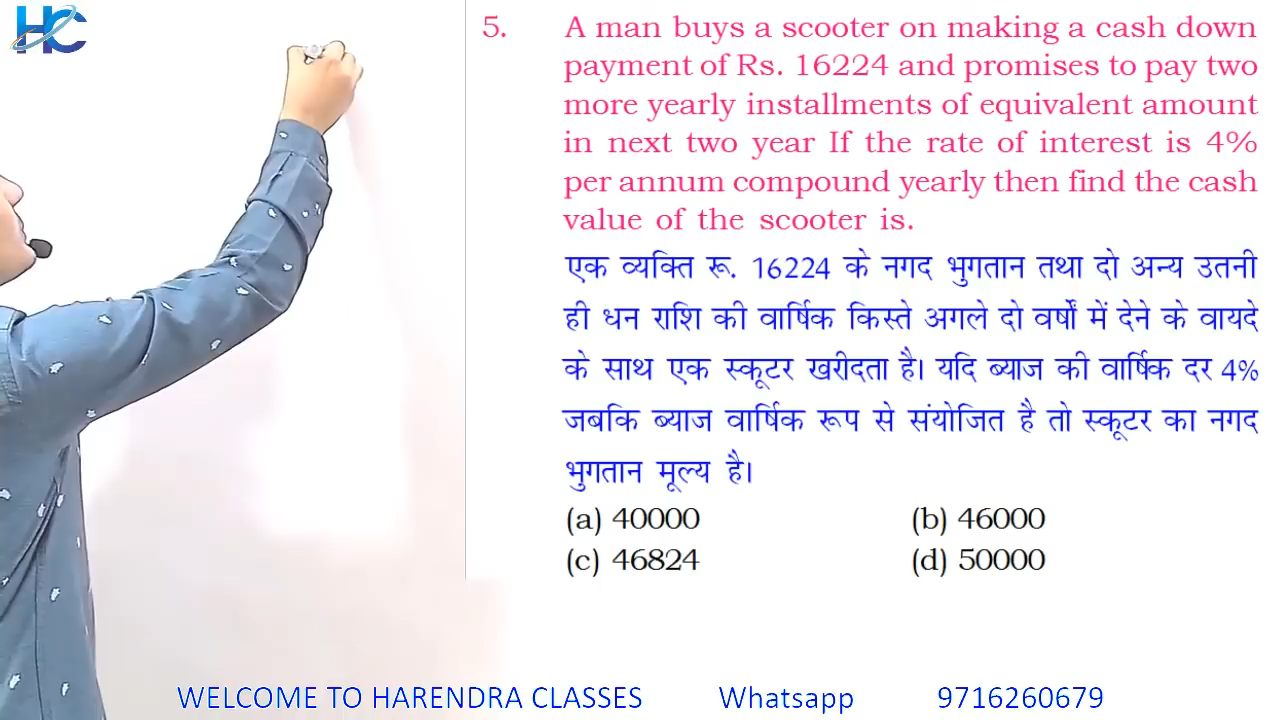 HC
5. A man buys a scooter on making a cash down
payment of Rs. 16224 and promises to pay two
more yearly installments of equivalent amount
in next two year If the rate of interest is 4%
per annum compound yearly then find the cash
value of the scooter is.
एक व्यक्ति रू. 16224 के नगद भुगतान तथा दो अन्य उतनी
ही धन राशि की वार्षिक किस्ते अगले दो वर्षों में देने के वायदे
के साथ एक स्कूटर खरीदता है। यदि ब्याज की वार्षिक दर 4%
जबकि ब्याज वार्षिक रूप से संयोजित है तो स्कूटर का नगद
भुगतान मूल्य है।
(a) 40000 (b) 46000
(c) 46824 (d) 50000
WELCOME TO HARENDRA CLASSES Whatsapp 9716260679